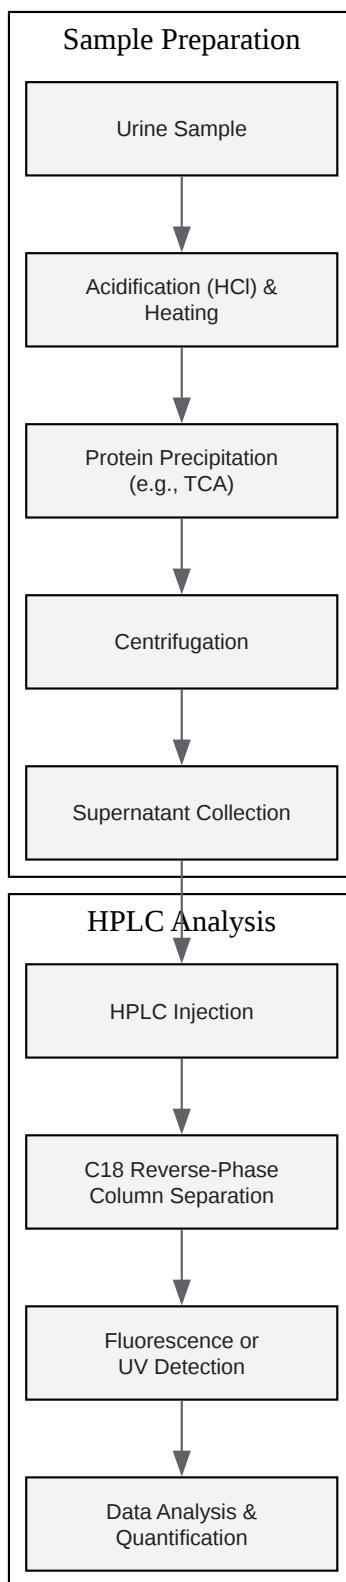 Sample Preparation
Urine Sample
Acidification (HCl) &
Heating
Protein Precipitation
(e.g., TCA)
Centrifugation
Supernatant Collection
HPLC Analysis
HPLC Injection
C18 Reverse-Phase
Column Separation
Fluorescence or
UV Detection
Data Analysis &
Quantification